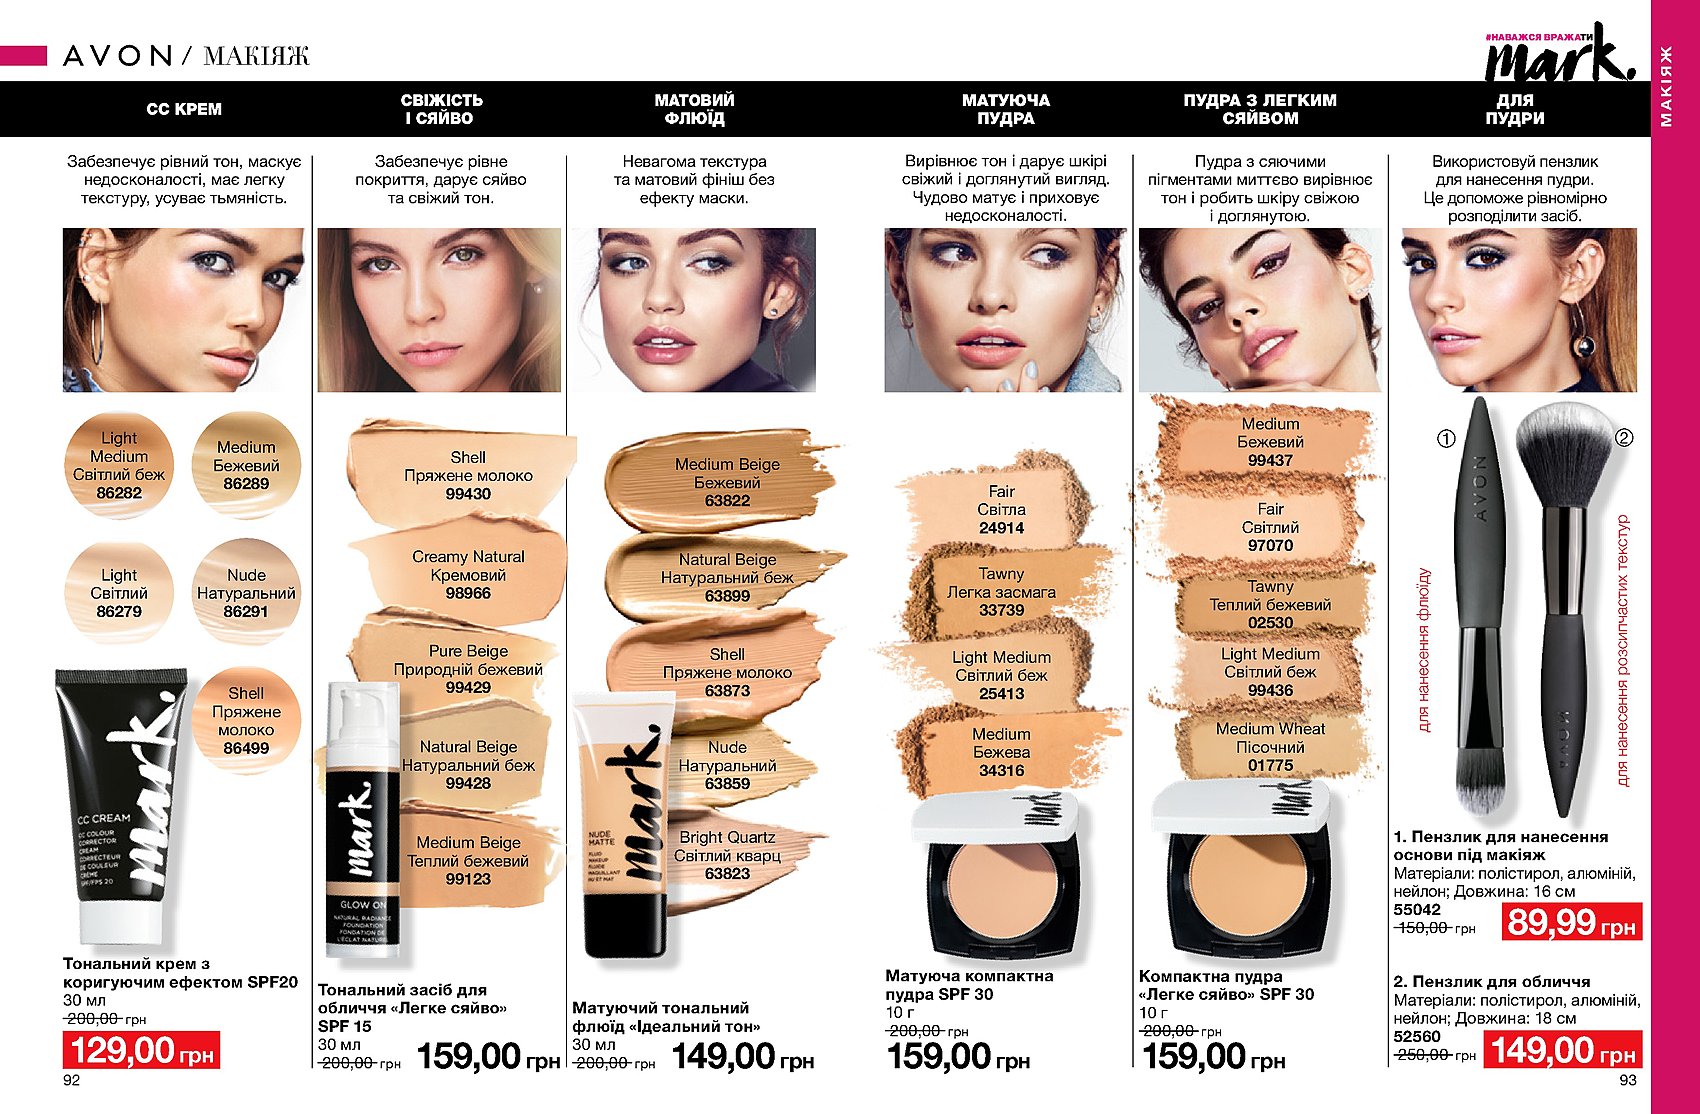 AVON / МАКІЯЖ
#НАВАЖСЯ ВРАЖАТИ
mark.
МАКІЯЖ
СС КРЕМ
СВІЖІСТЬ
І СЯЙВО
МАТОВИЙ
ФЛЮЇД
МАТУЮЧА
ПУДРА
ПУДРА З ЛЕГКИМ
СЯЙВОМ
ДЛЯ
ПУДРИ
Забезпечує рівний тон, маскує
недосконалості, має легку
текстуру, усуває тьмяність.
Light
Medium
Світлий беж
86282
Medium
Бежевий
86289
Light
Світлий
86279
Nude
Натуральний
86291
Shell
Пряжене
молоко
86499
mark.
CC CREAM
CC COLOUR
CORRECTOR
CREAM
CORRECTEUR
DE COULEUR
CRÈME
SPF/FPS 20
Тональний крем з
коригуючим ефектом SPF20
30 мл
200,00 грн
129,00 грн
92
Забезпечує рівне
покриття, дарує сяйво
та свіжий тон.
Shell
Пряжене молоко
99430
Creamy Natural
Кремовий
98966
Pure Beige
Природній бежевий
99429
Natural Beige
Натуральний беж
99428
Medium Beige
Теплий бежевий
99123
mark.
GLOW ON
NATURAL RADIANCE
FOUNDATION
FONDATION DE
L'ÉCLAT NATUREL
Тональний засіб для
обличчя «Легке сяйво»
SPF 15
30 мл
200,00 грн
159,00 грн
Невагома текстура
та матовий фініш без
ефекту маски.
Medium Beige
Бежевий
63822
Natural Beige
Натуральний беж
63899
Shell
Пряжене молоко
63873
Nude
Натуральний
63859
Bright Quartz
Світлий кварц
63823
mark.
NUDE
MATTE
FLUID
MAKEUP
FLUIDE
MAQUILLANT
NU ET MAT
Матуючий тональний
флюїд «Ідеальний тон»
30 мл
200,00 грн
149,00 грн
Вирівнює тон і дарує шкірі
свіжий і доглянутий вигляд.
Чудово матує і приховує
недосконалості.
Fair
Світла
24914
Tawny
Легка засмага
33739
Light Medium
Світлий беж
25413
Medium
Бежева
34316
mark.
Матуюча компактна
пудра SPF 30
10 г
200,00 грн
159,00 грн
Пудра з сяючими
пігментами миттєво вирівнює
тон і робить шкіру свіжою
і доглянутою.
Medium
Бежевий
99437
Fair
Світлий
97070
Tawny
Теплий бежевий
02530
Light Medium
Світлий беж
99436
Medium Wheat
Пісочний
01775
mark.
Компактна пудра
«Легке сяйво» SPF 30
10 г
200,00 грн
159,00 грн
Використовуй пензлик
для нанесення пудри.
Це допоможе рівномірно
розподілити засіб.
1
2
AVON
AVON
для нанесення флюїду
для нанесення розсипчастих текстур
1. Пензлик для нанесення
основи під макіяж
Матеріали: полістирол, алюміній,
нейлон; Довжина: 16 см
55042
150,00 грн
89,99 грн
2. Пензлик для обличчя
Матеріали: полістирол, алюміній,
нейлон; Довжина: 18 см
52560
250,00 грн
149,00 грн
93